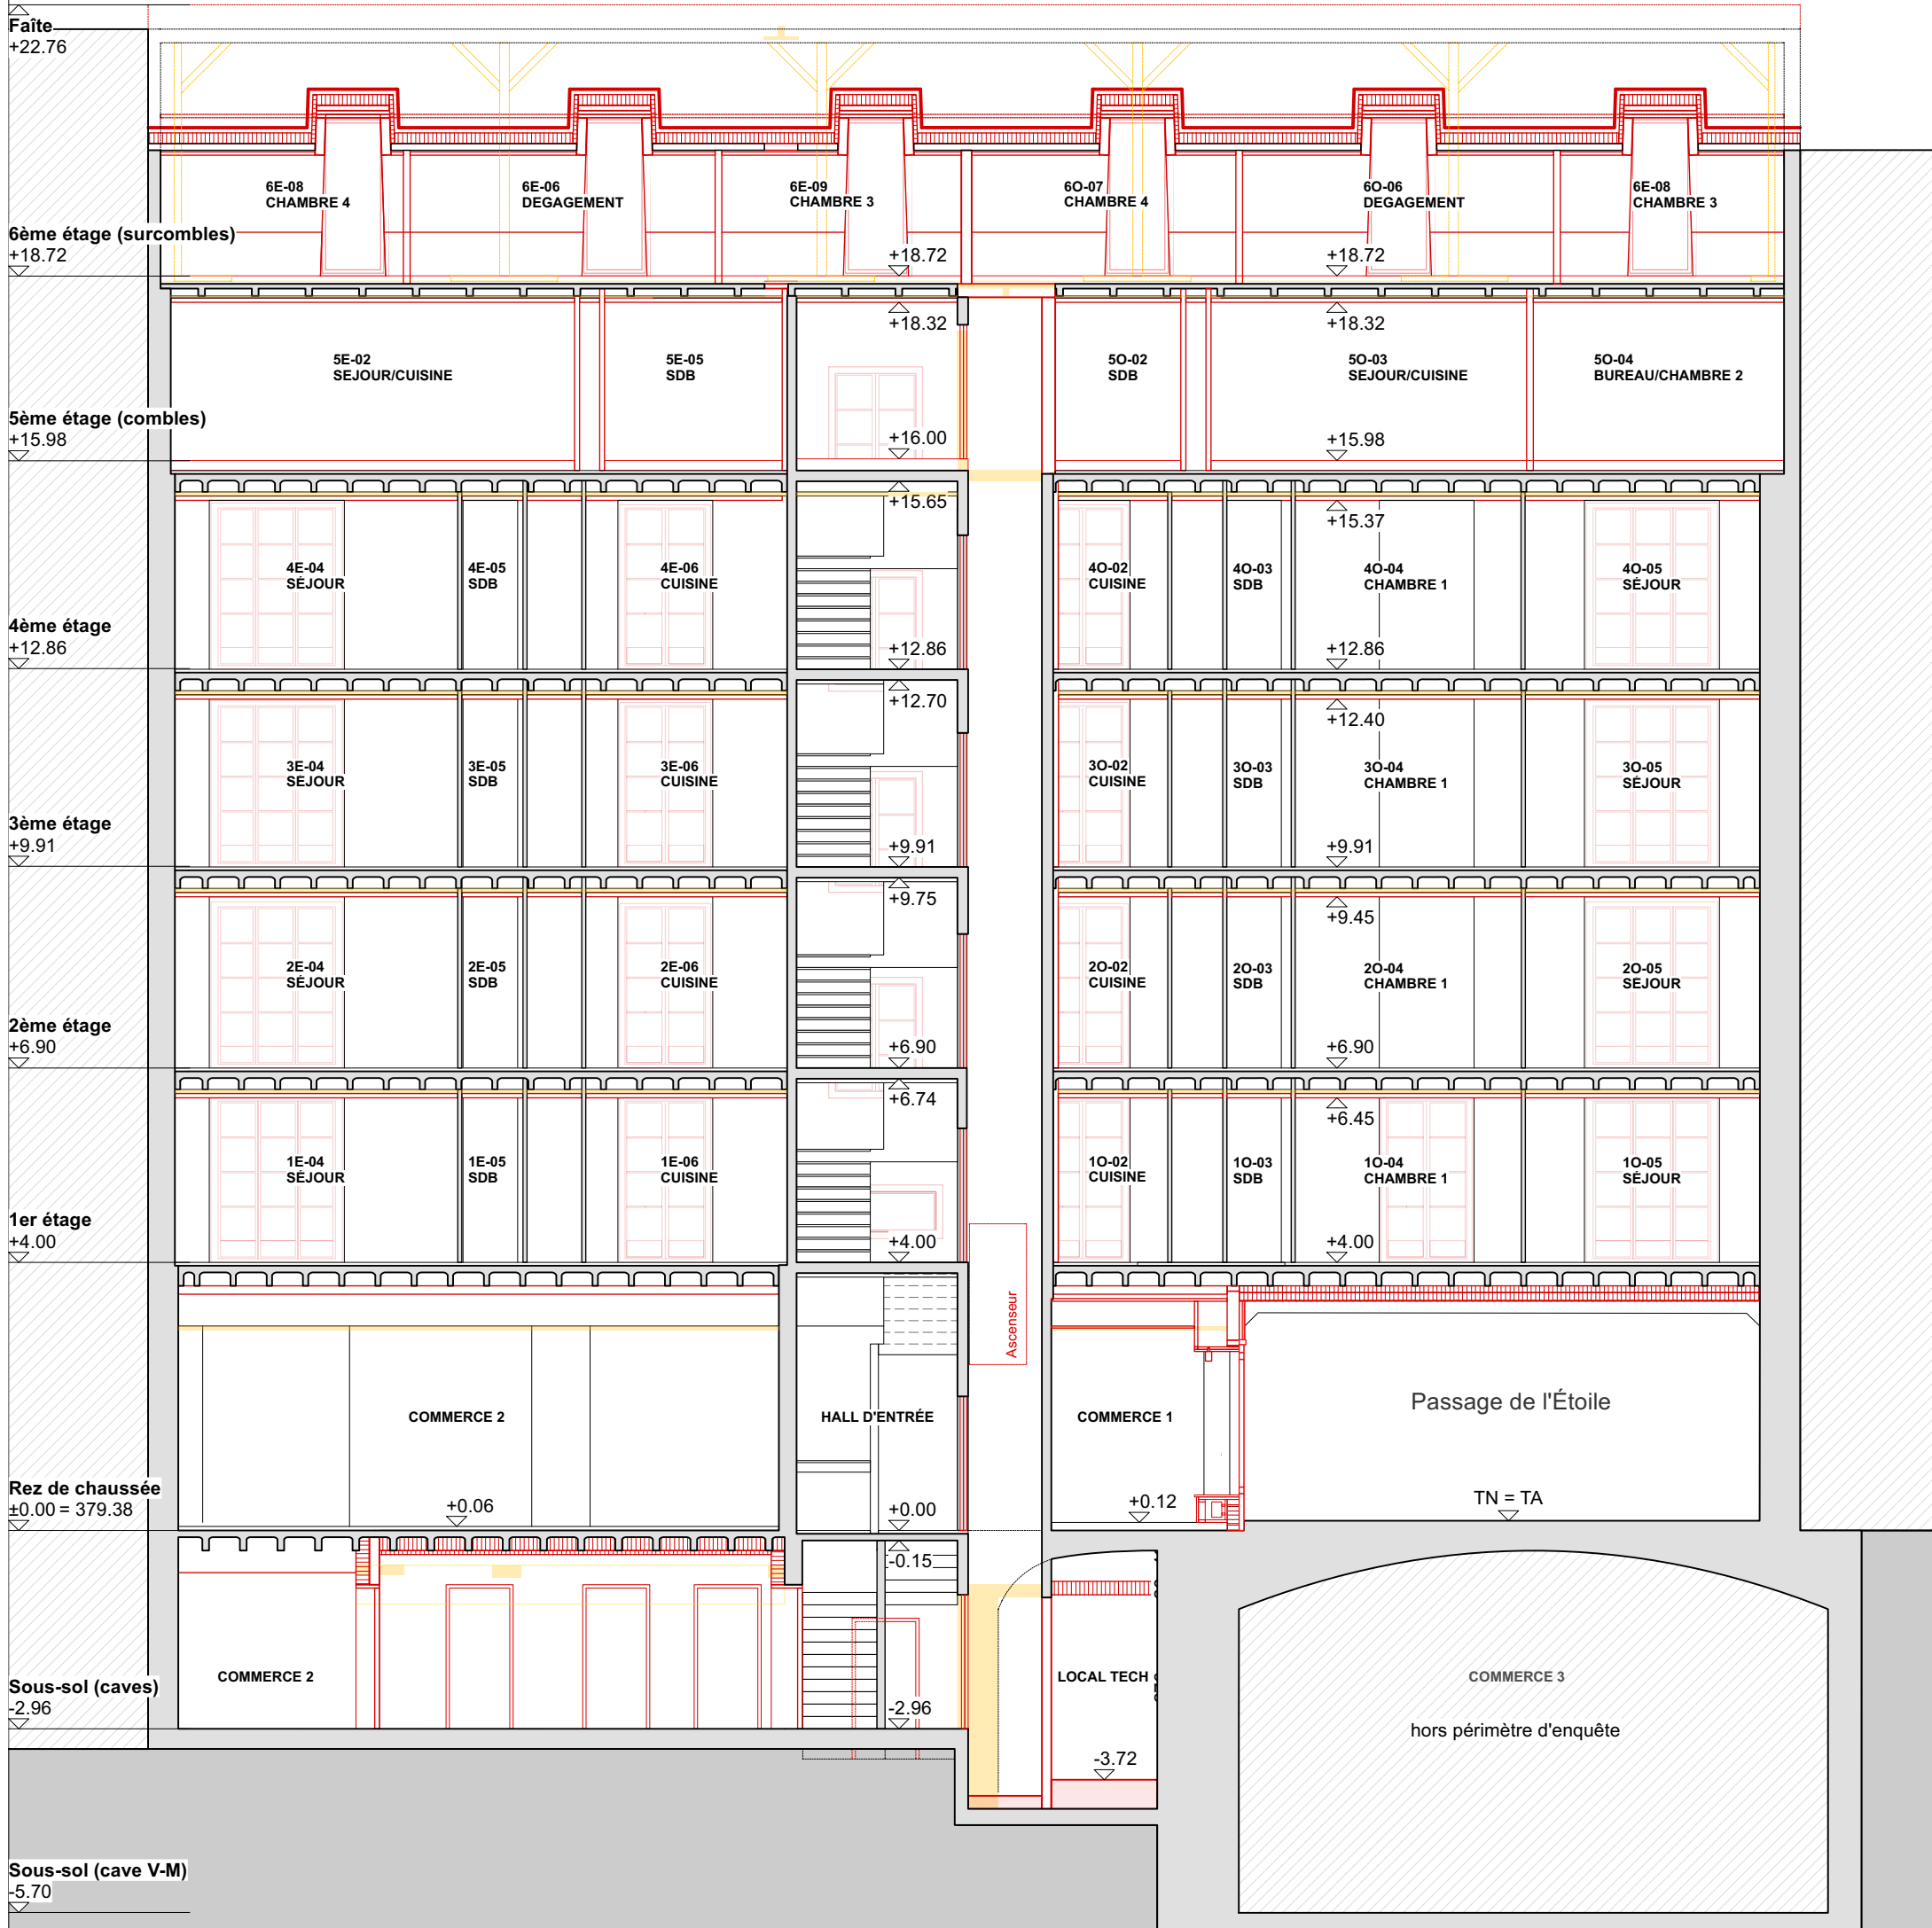 Faîte
+22.76
6E-08
CHAMBRE 4
6E-06
DEGAGEMENT
6E-09
CHAMBRE 3
6O-07
CHAMBRE 4
6O-06
DEGAGEMENT
6E-08
CHAMBRE 3
6ème étage (surcombles)
+18.72
+18.72
+18.72
+18.32
+18.32
5E-02
SEJOUR/CUISINE
5E-05
SDB
5O-02
SDB
5O-03
SEJOUR/CUISINE
5O-04
BUREAU/CHAMBRE 2
5ème étage (combles)
+15.98
+16.00
+15.98
+15.65
+15.37
4E-04
SÉJOUR
4E-05
SDB
4E-06
CUISINE
4O-02
CUISINE
4O-03
SDB
4O-04
CHAMBRE 1
4O-05
SÉJOUR
4ème étage
+12.86
+12.86
+12.86
+12.70
+12.40
3E-04
SEJOUR
3E-05
SDB
3E-06
CUISINE
3O-02
CUISINE
3O-03
SDB
3O-04
CHAMBRE 1
3O-05
SÉJOUR
3ème étage
+9.91
+9.91
+9.91
+9.75
+9.45
2E-04
SÉJOUR
2E-05
SDB
2E-06
CUISINE
2O-02
CUISINE
2O-03
SDB
2O-04
CHAMBRE 1
2O-05
SÉJOUR
2ème étage
+6.90
+6.90
+6.90
+6.74
+6.45
1E-04
SÉJOUR
1E-05
SDB
1E-06
CUISINE
1O-02
CUISINE
1O-03
SDB
1O-04
CHAMBRE 1
1O-05
SÉJOUR
1er étage
+4.00
+4.00
+4.00
Ascenseur
COMMERCE 2
HALL D'ENTRÉE
COMMERCE 1
Passage de l'Étoile
Rez de chaussée
±0.00 = 379.38
+0.06
+0.00
+0.12
TN = TA
-0.15
COMMERCE 2
LOCAL TECH
COMMERCE 3
Sous-sol (caves)
-2.96
-2.96
hors périmètre d'enquête
-3.72
Sous-sol (cave V-M)
-5.70